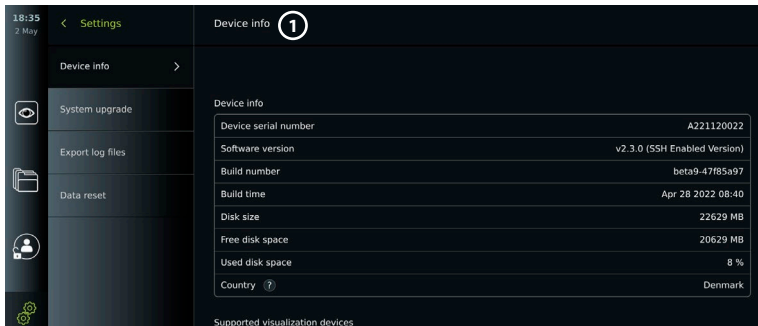 18:35
2 May
Settings
Device info
1
Device info
System upgrade
Export log files
Data reset
Device info
Device serial number A221120022
Software version v2.3.0 (SSH Enabled Version)
Build number beta9-47f85a97
Build time Apr 28 2022 08:40
Disk size 22629 MB
Free disk space 20629 MB
Used disk space 8 %
Country ? Denmark
Supported visualization devices